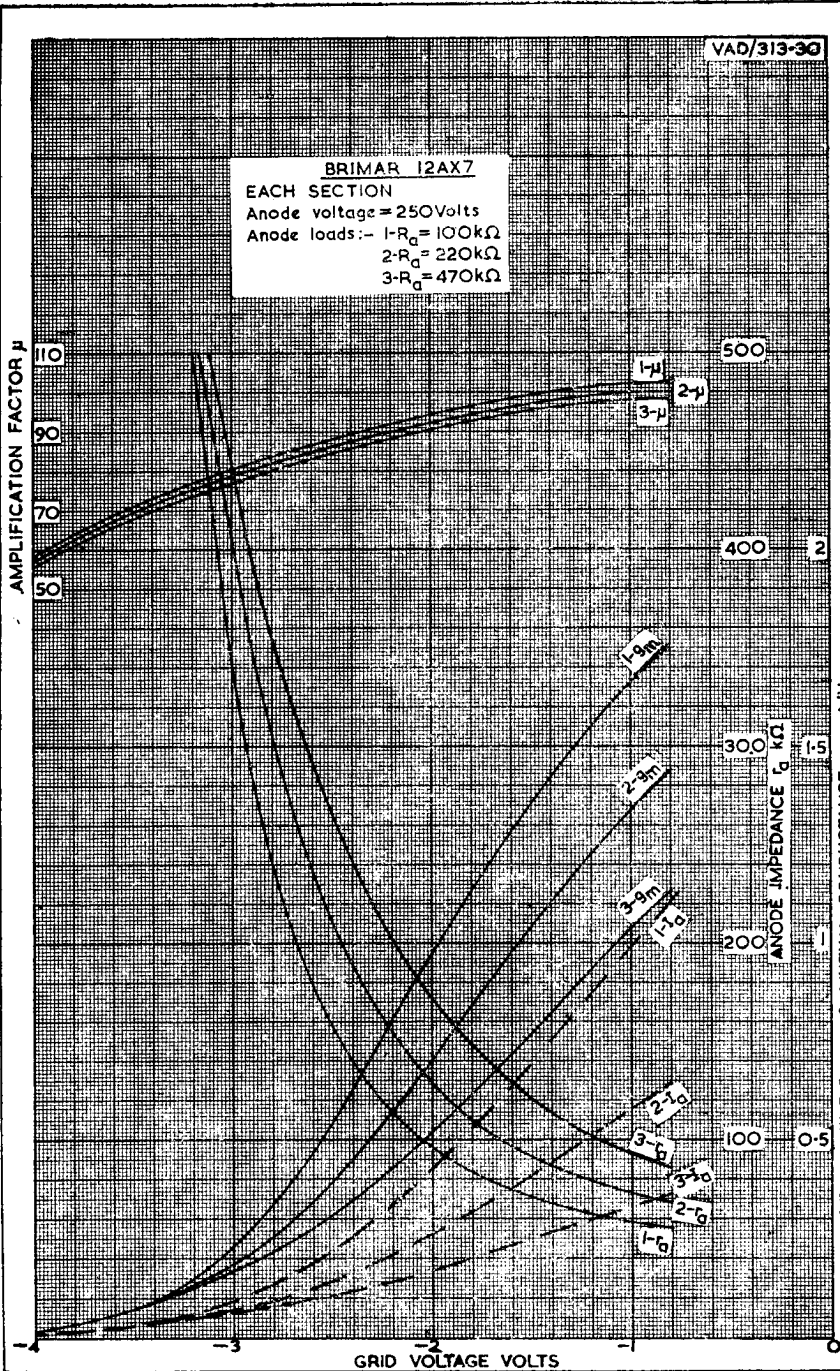 VAD/313·30
BRIMAR 12AX7
EACH SECTION
Anode voltage = 250Volts
Anode loads:- 1-Ra = 100kΩ
2-Ra = 220kΩ
3-Ra = 470kΩ
AMPLIFICATION FACTOR μ
110
90
70
50
500
400
300
200
100
2
1·5
1
0·5
ANODE IMPEDANCE ra kΩ
1-μ
2-μ
3-μ
1-gm
2-gm
3-gm
1-Ia
2-Ia
3-ra
3-Ia
2-ra
1-ra
-4
-3
-2
-1
0
GRID VOLTAGE VOLTS